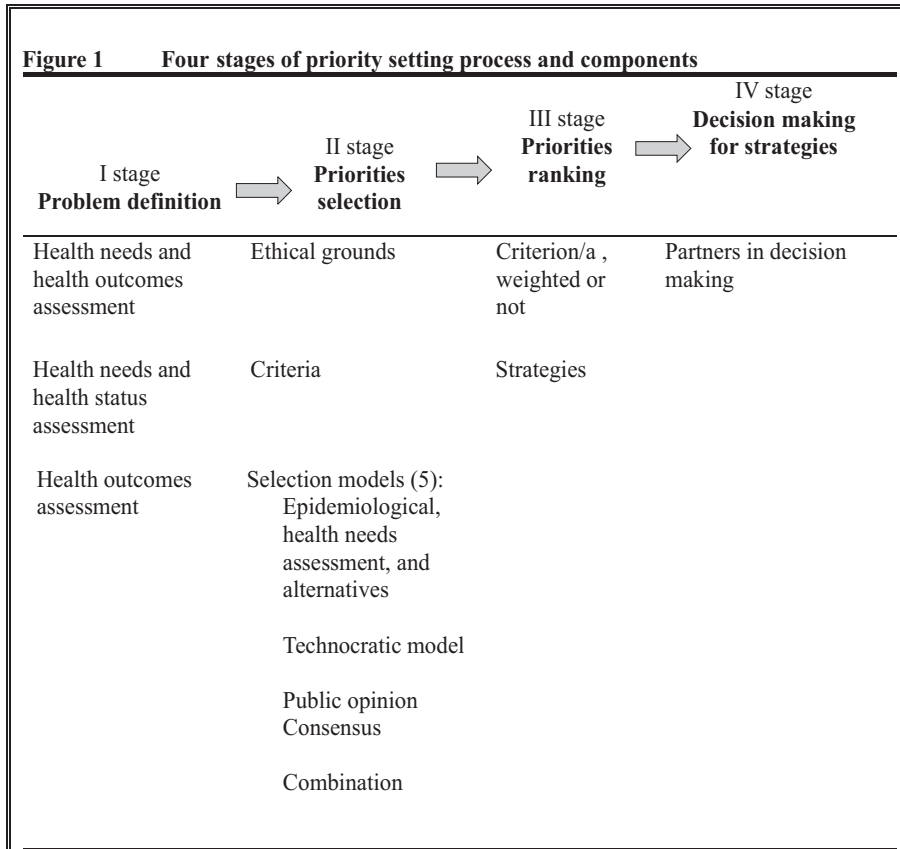 Figure 1 Four stages of priority setting process and components
I stage
Problem definition
II stage
Priorities
selection
III stage
Priorities
ranking
IV stage
Decision making
for strategies
Health needs and
health outcomes
assessment
Ethical grounds
Criterion/a ,
weighted or
not
Partners in decision
making
Health needs and
health status
assessment
Criteria
Strategies
Health outcomes
assessment
Selection models (5):
Epidemiological,
health needs
assessment, and
alternatives
Technocratic model
Public opinion
Consensus
Combination